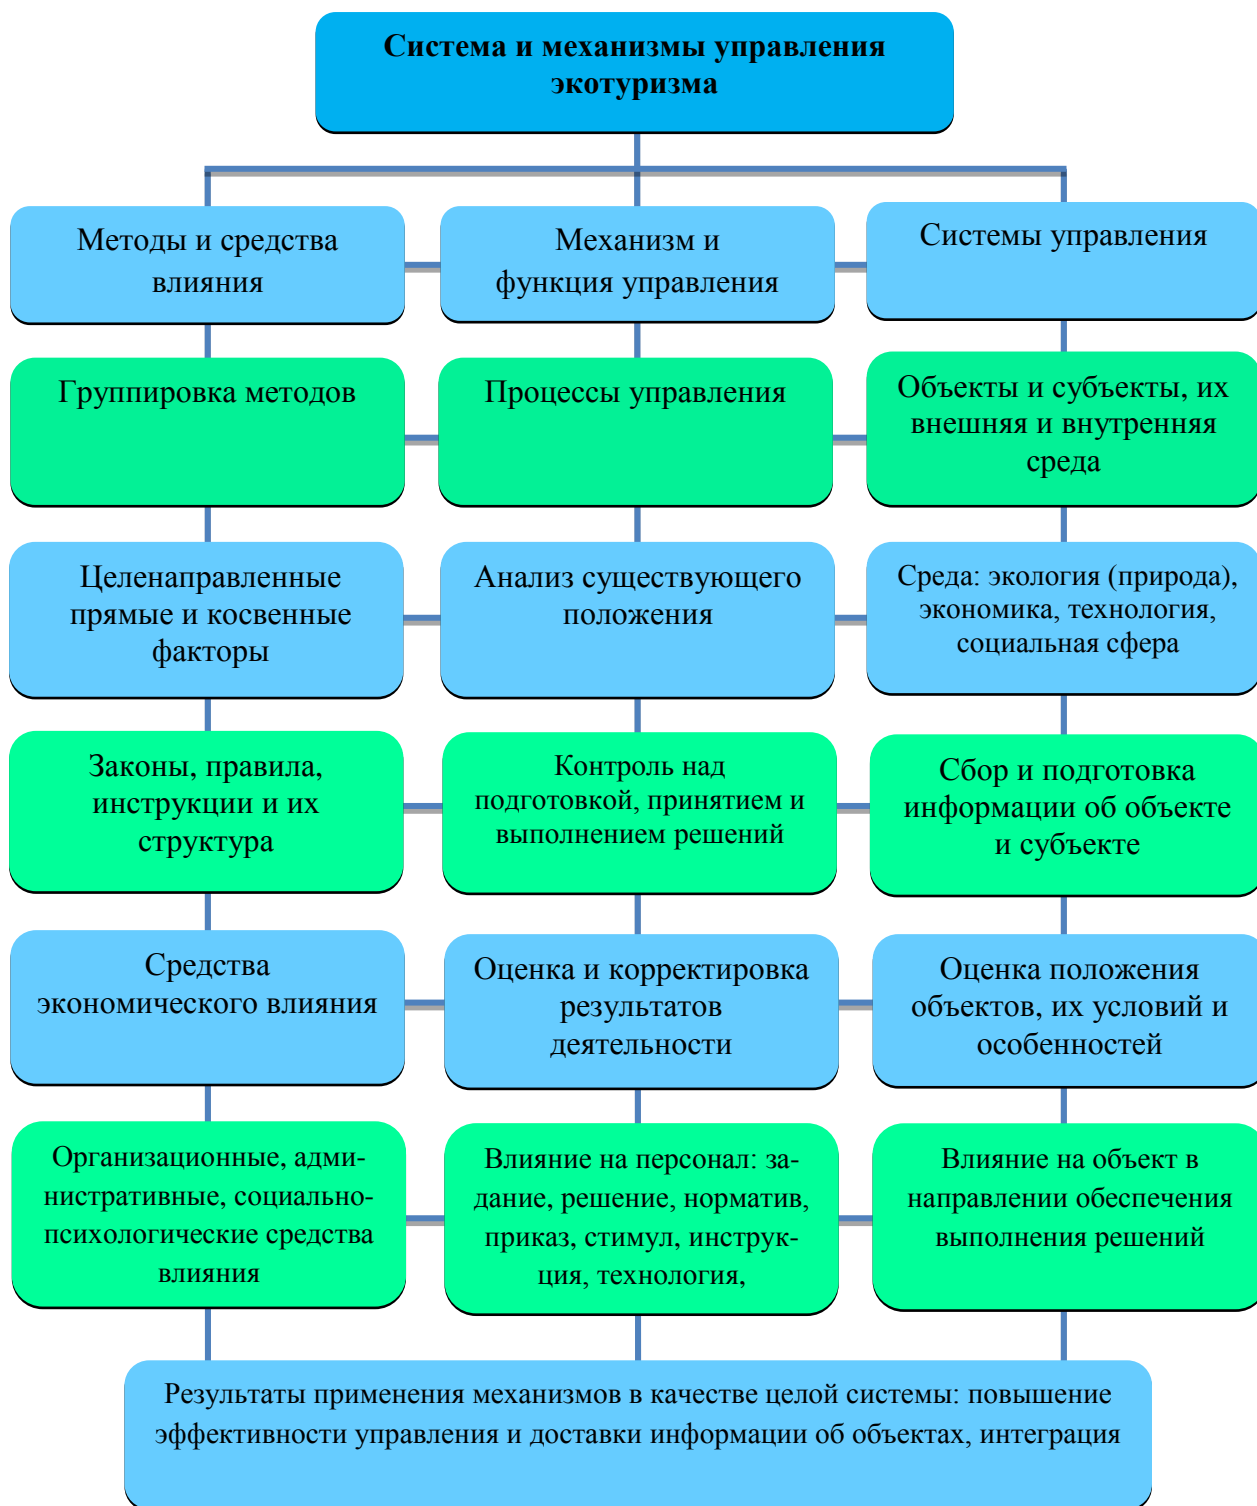 Система и механизмы управления
экотуризма
Методы и средства
влияния
Механизм и
функция управления
Системы управления
Группировка методов
Процессы управления
Объекты и субъекты, их
внешняя и внутренняя
среда
Целенаправленные
прямые и косвенные
факторы
Анализ существующего
положения
Среда: экология (природа),
экономика, технология,
социальная сфера
Законы, правила,
инструкции и их
структура
Контроль над
подготовкой, принятием и
выполнением решений
Сбор и подготовка
информации об объекте
и субъекте
Средства
экономического влияния
Оценка и корректировка
результатов
деятельности
Оценка положения
объектов, их условий и
особенностей
Организационные, адми-
нистративные, социально-
психологические средства
влияния
Влияние на персонал: за-
дание, решение, норматив,
приказ, стимул, инструк-
ция, технология,
Влияние на объект в
направлении обеспечения
выполнения решений
Результаты применения механизмов в качестве целой системы: повышение
эффективности управления и доставки информации об объектах, интеграция